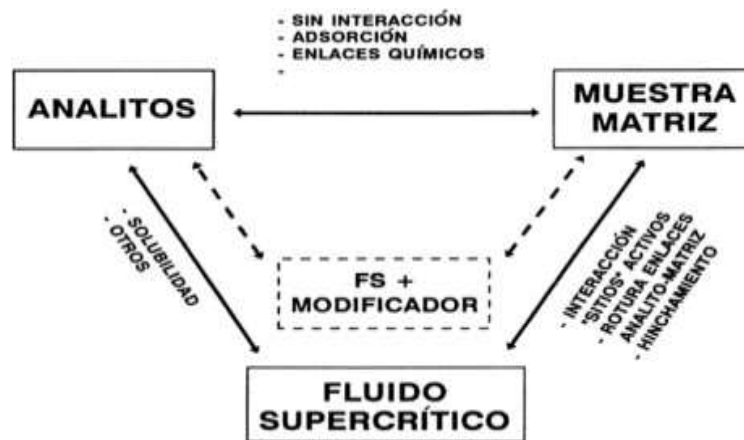 - SIN INTERACCIÓN
- ADSORCIÓN
- ENLACES QUÍMICOS
-
ANALITOS
MUESTRA
MATRIZ
- SOLUBILIDAD
- OTROS
FS +
MODIFICADOR
- INTERACCIÓN
"SITIOS" ACTIVOS
- ROTURA ENLACES
ANALITO-MATRIZ
- HINCHAMIENTO
FLUIDO
SUPERCRÍTICO